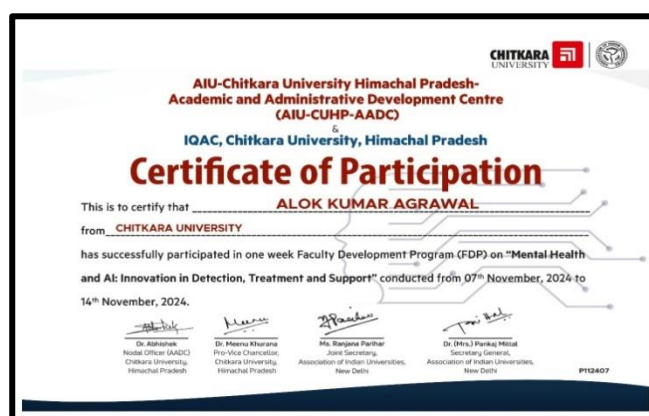 CHITKARA
UNIVERSITY
AIU-Chitkara University Himachal Pradesh-
Academic and Administrative Development Centre
(AIU-CUHP-AADC)
&
IQAC, Chitkara University, Himachal Pradesh
Certificate of Participation
This is to certify that ALOK KUMAR AGRAWAL
from CHITKARA UNIVERSITY
has successfully participated in one week Faculty Development Program (FDP) on “Mental Health
and AI: Innovation in Detection, Treatment and Support” conducted from 07th November, 2024 to
14th November, 2024.
Dr. Abhishek
Nodal Officer (AADC)
Chitkara University,
Himachal Pradesh
Dr. Meenu Khurana
Pro-Vice Chancellor,
Chitkara University,
Himachal Pradesh
Ms. Ranjana Parihar
Joint Secretary,
Association of Indian Universities,
New Delhi
Dr. (Mrs.) Pankaj Mittal
Secretary General,
Association of Indian Universities,
New Delhi
P112407